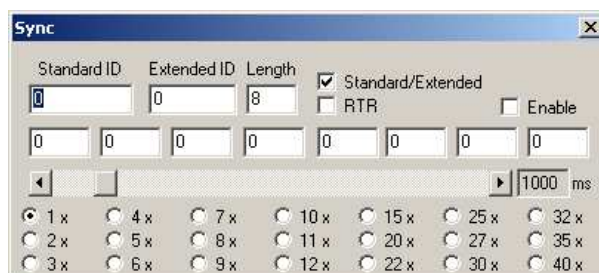 Sync
Standard ID Extended ID Length
Standard/Extended
0 0 8
RTR Enable
0 0 0 0 0 0 0 0
1000 ms
1 x 4 x 7 x 10 x 15 x 25 x 32 x
2 x 5 x 8 x 11 x 20 x 27 x 35 x
3 x 6 x 9 x 12 x 22 x 30 x 40 x